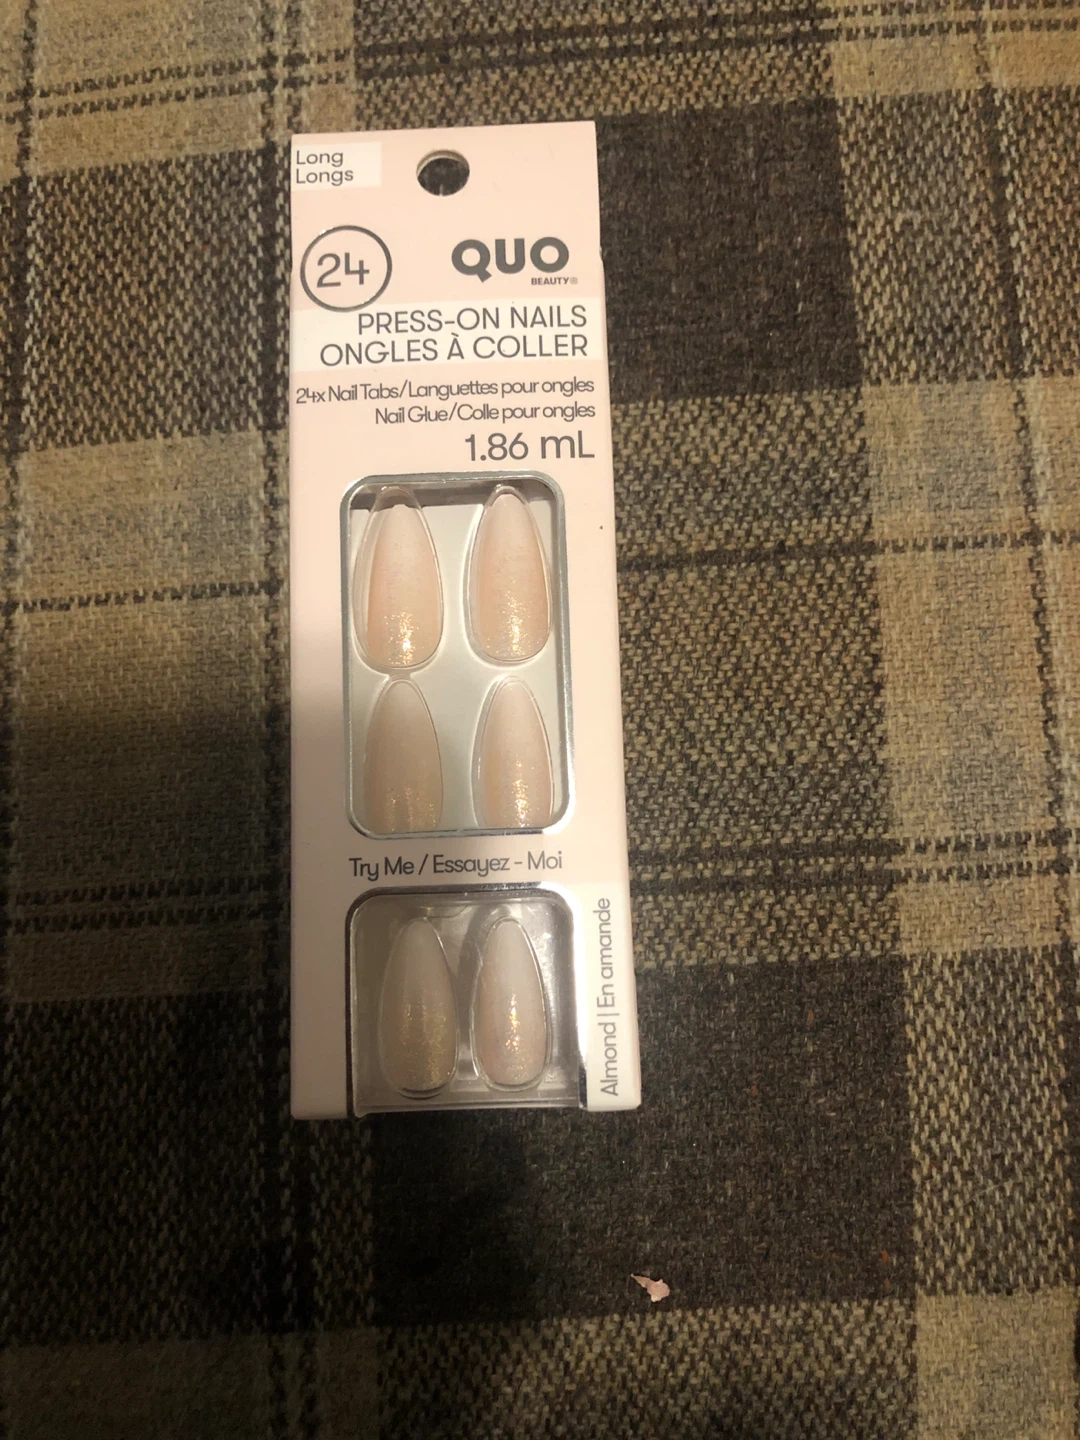 Long
Longs
24
QUO
BEAUTY®
PRESS-ON NAILS
ONGLES À COLLER
24x Nail Tabs/Languettes pour ongles
Nail Glue/Colle pour ongles
1.86 mL
Try Me / Essayez - Moi
Almond | En amande